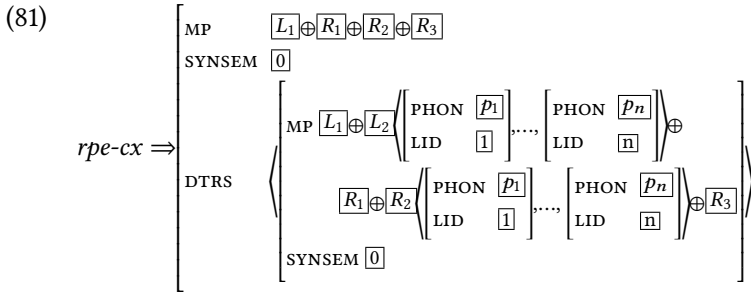 (81)
MP L₁⊕R₁⊕R₂⊕R₃
SYNSEM 0
MP L₁⊕L₂⟨[PHON p₁ LID 1],…,[PHON pₙ LID n]⟩⊕
rpe-cx ⇒
DTRS
R₁⊕R₂⟨[PHON p₁ LID 1],…,[PHON pₙ LID n]⟩⊕R₃
SYNSEM 0